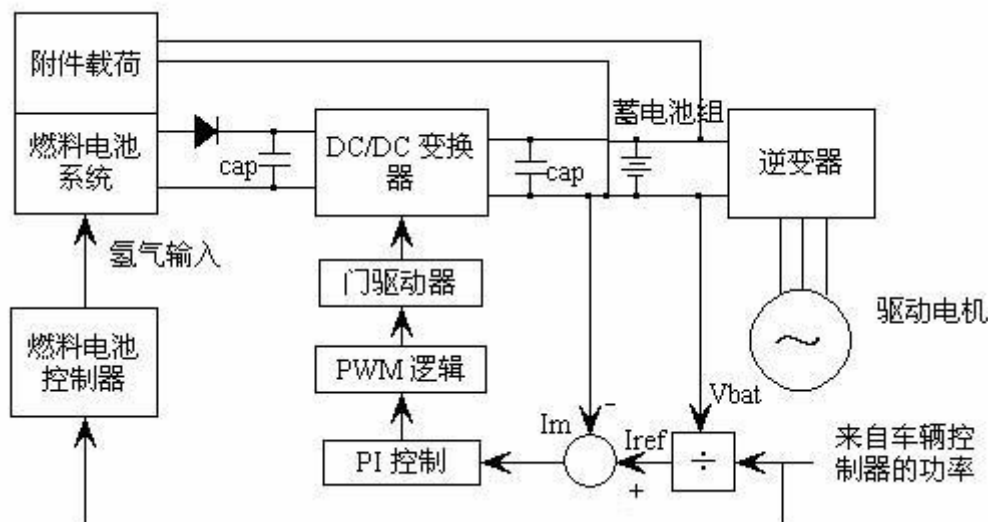 附件载荷
蓄电池组
燃料电池
系统
cap
DC/DC 变换
器
cap
逆变器
氢气输入
门驱动器
驱动电机
燃料电池
控制器
PWM 逻辑
Vbat
Im
-
Iref
来自车辆控
制器的功率
PI 控制
+
÷